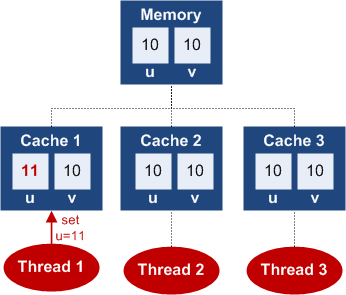 Memory
10 10
u v
Cache 1 Cache 2 Cache 3
11 10 10 10 10 10
u v u v u v
set
u=11
Thread 1 Thread 2 Thread 3